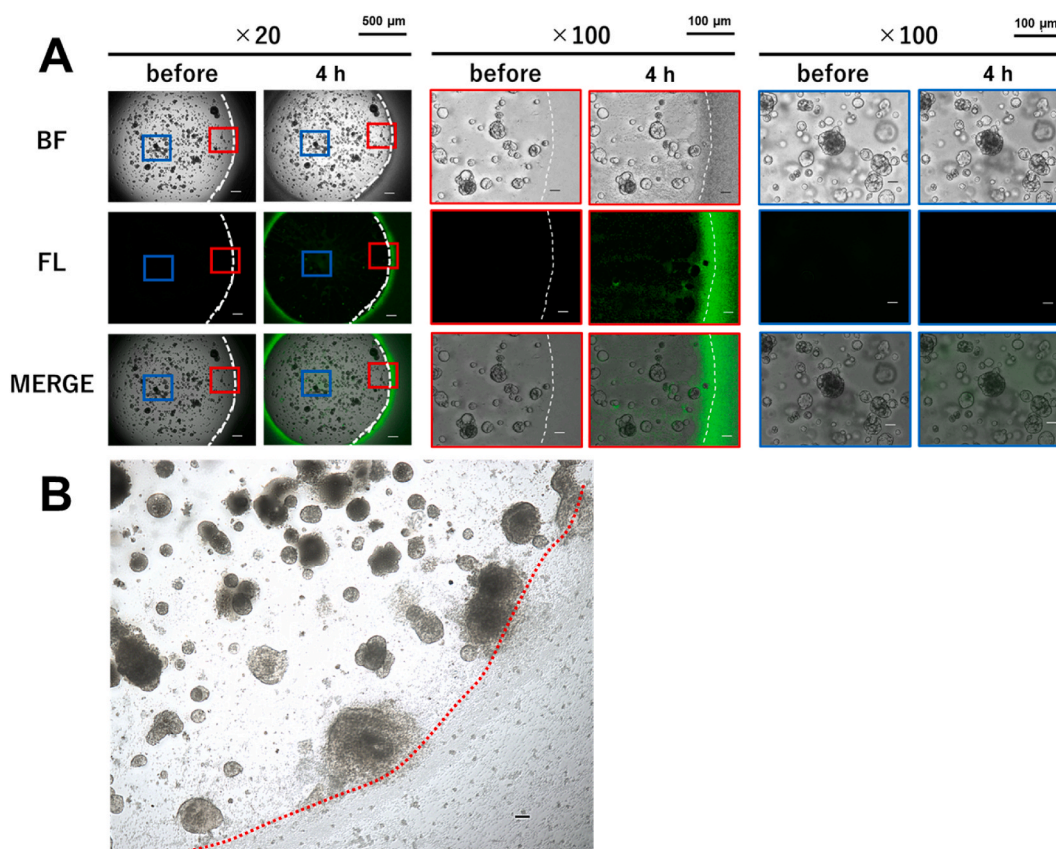 500 µm 100 µm 100 µm
×20 ×100 ×100
A
before 4 h before 4 h before 4 h
BF
FL
MERGE
B